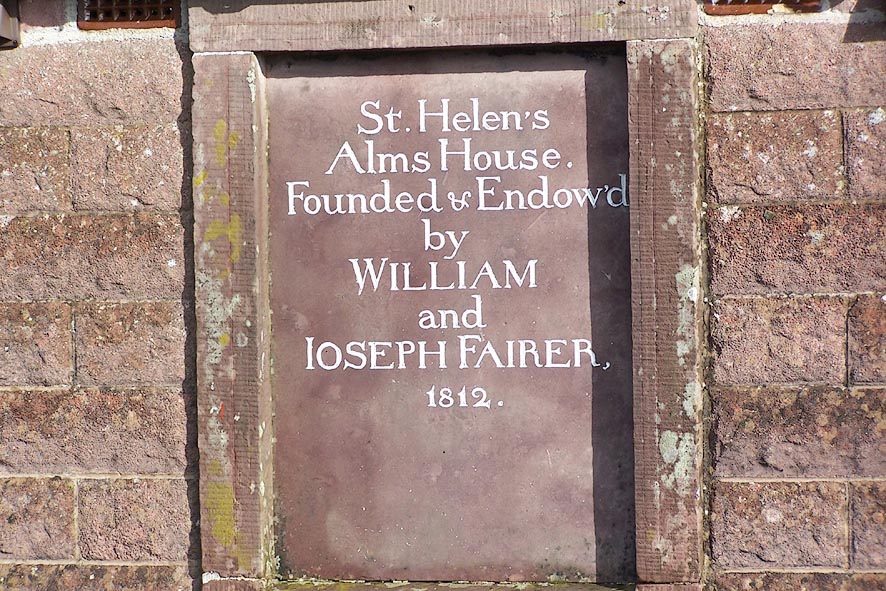 St. Helen's
Alms House.
Founded & Endow'd
by
WILLIAM
and
IOSEPH FAIRER,
1812.